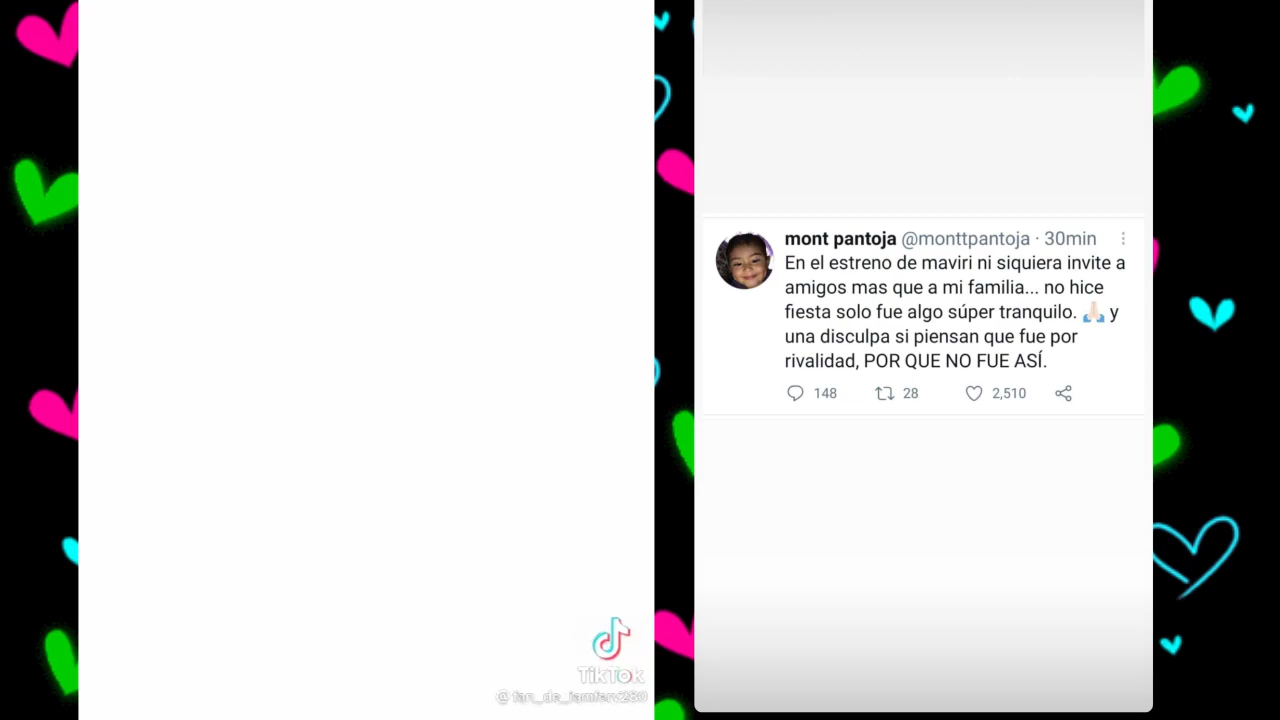 mont pantoja @monttpantoja · 30min
En el estreno de maviri ni siquiera invite a
amigos mas que a mi familia... no hice
fiesta solo fue algo súper tranquilo. 🙏🏻 y
una disculpa si piensan que fue por
rivalidad, POR QUE NO FUE ASÍ.
148 28 2,510
TikTok